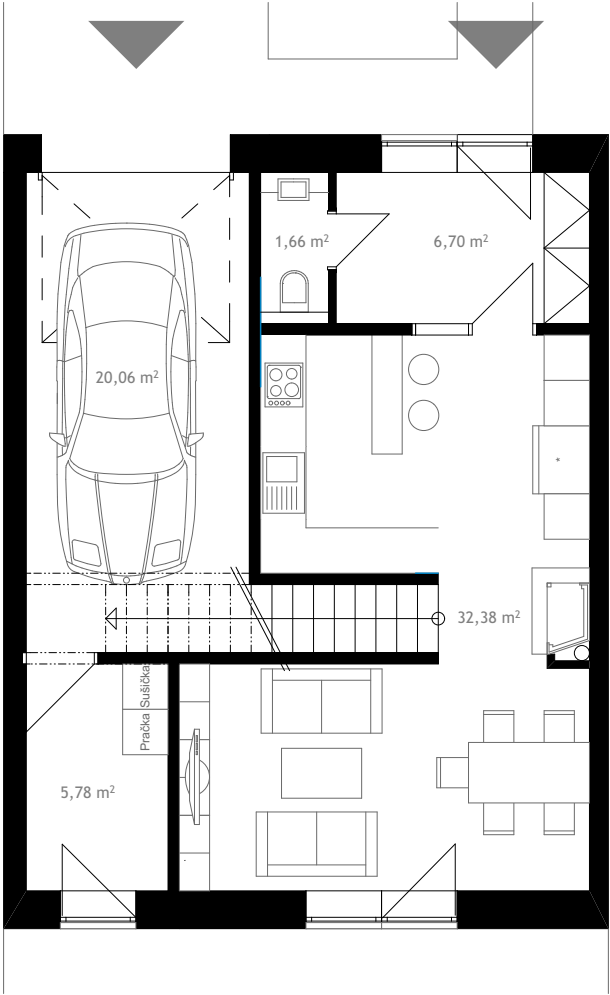 1,66 m²
6,70 m²
20,06 m²
32,38 m²
Pračka Sušička
5,78 m²